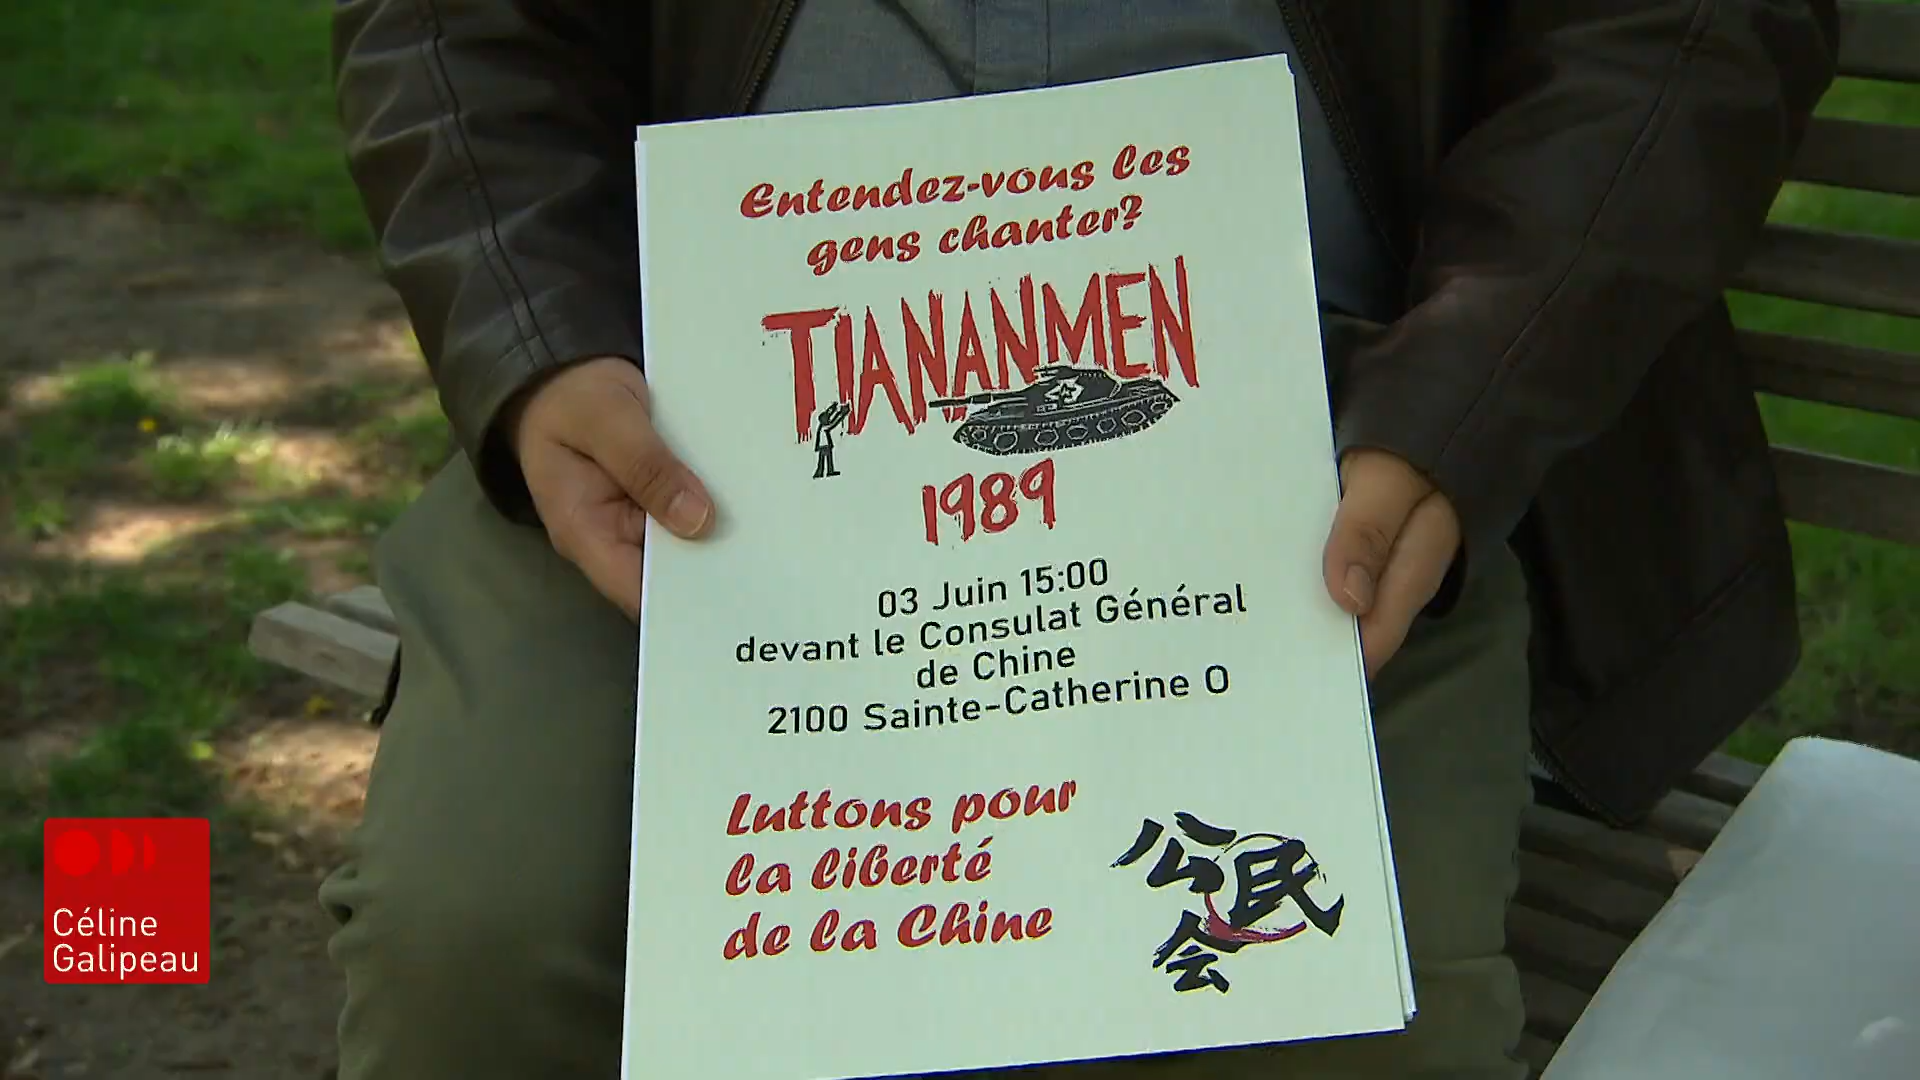 Entendez-vous les
gens chanter?
TIANANMEN
1989
03 Juin 15:00
devant le Consulat Général
de Chine
2100 Sainte-Catherine O
Luttons pour
la liberté
de la Chine
公民
会
Céline
Galipeau